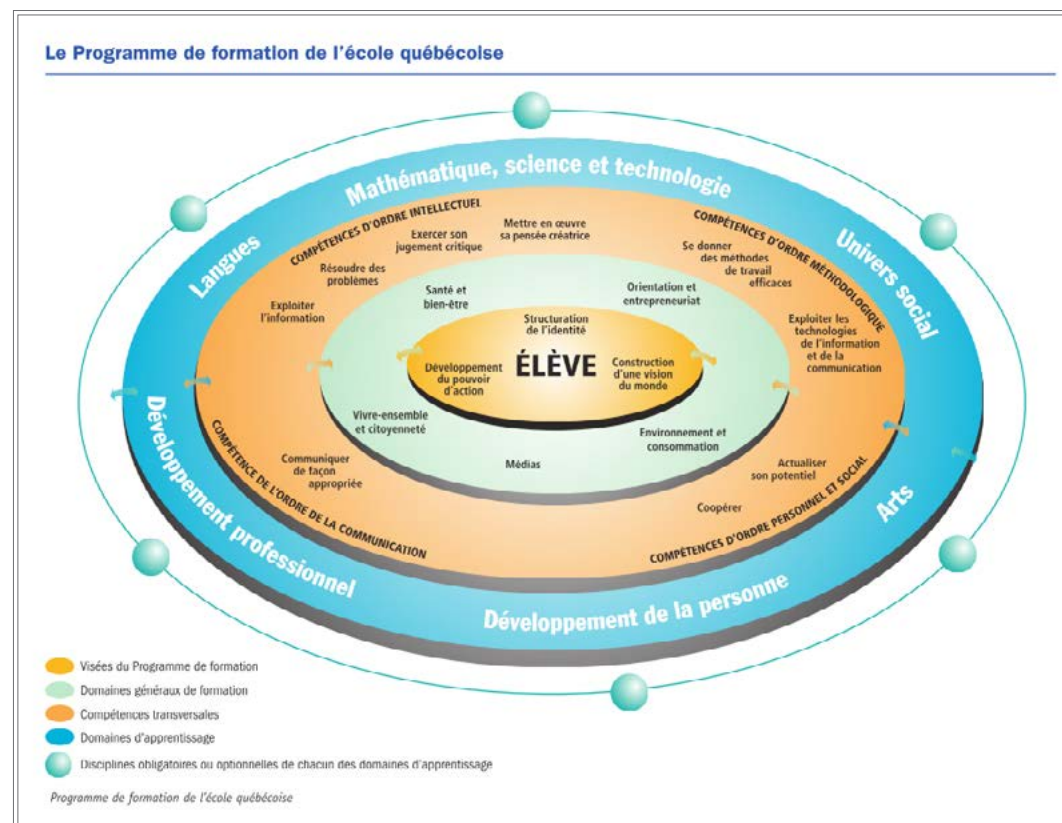 Le Programme de formation de l'école québécoise
Mathématique, science et technologie
Langues
Univers social
COMPÉTENCES D'ORDRE INTELLECTUEL
COMPÉTENCES D'ORDRE MÉTHODOLOGIQUE
Mettre en œuvre
sa pensée créatrice
Exercer son
jugement critique
Résoudre des
problèmes
Exploiter
l'information
Se donner
des méthodes
de travail
efficaces
Exploiter les
technologies
de l'information
et de la
communication
Santé et
bien-être
Orientation et
entrepreneuriat
Structuration
de l'identité
ÉLÈVE
Développement
du pouvoir
d'action
Construction
d'une vision
du monde
Vivre-ensemble
et citoyenneté
Médias
Environnement et
consommation
Communiquer
de façon
appropriée
Actualiser
son potentiel
Coopérer
COMPÉTENCE DE L'ORDRE DE LA COMMUNICATION
COMPÉTENCES D'ORDRE PERSONNEL ET SOCIAL
Développement professionnel
Développement de la personne
Arts
Visées du Programme de formation
Domaines généraux de formation
Compétences transversales
Domaines d'apprentissage
Disciplines obligatoires ou optionnelles de chacun des domaines d'apprentissage
Programme de formation de l'école québécoise